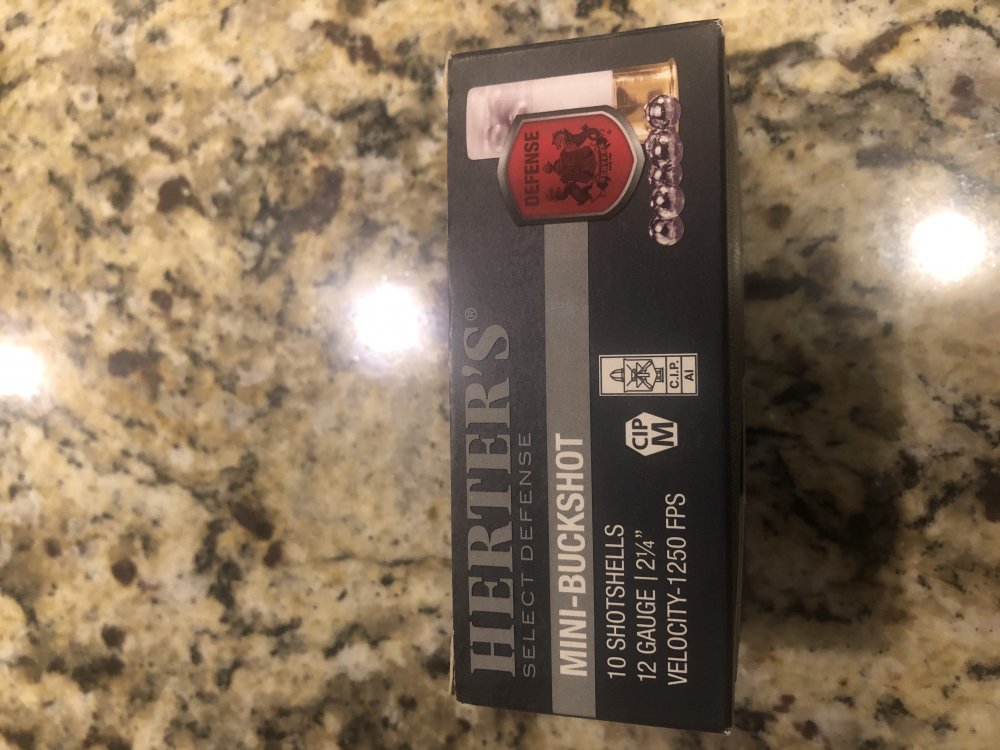 HERTER'S®
SELECT DEFENSE
DEFENSE
MINI-BUCKSHOT
10 SHOTSHELLS
12 GAUGE | 2¼"
VELOCITY-1250 FPS
CIP
M
C.I.P.
AI